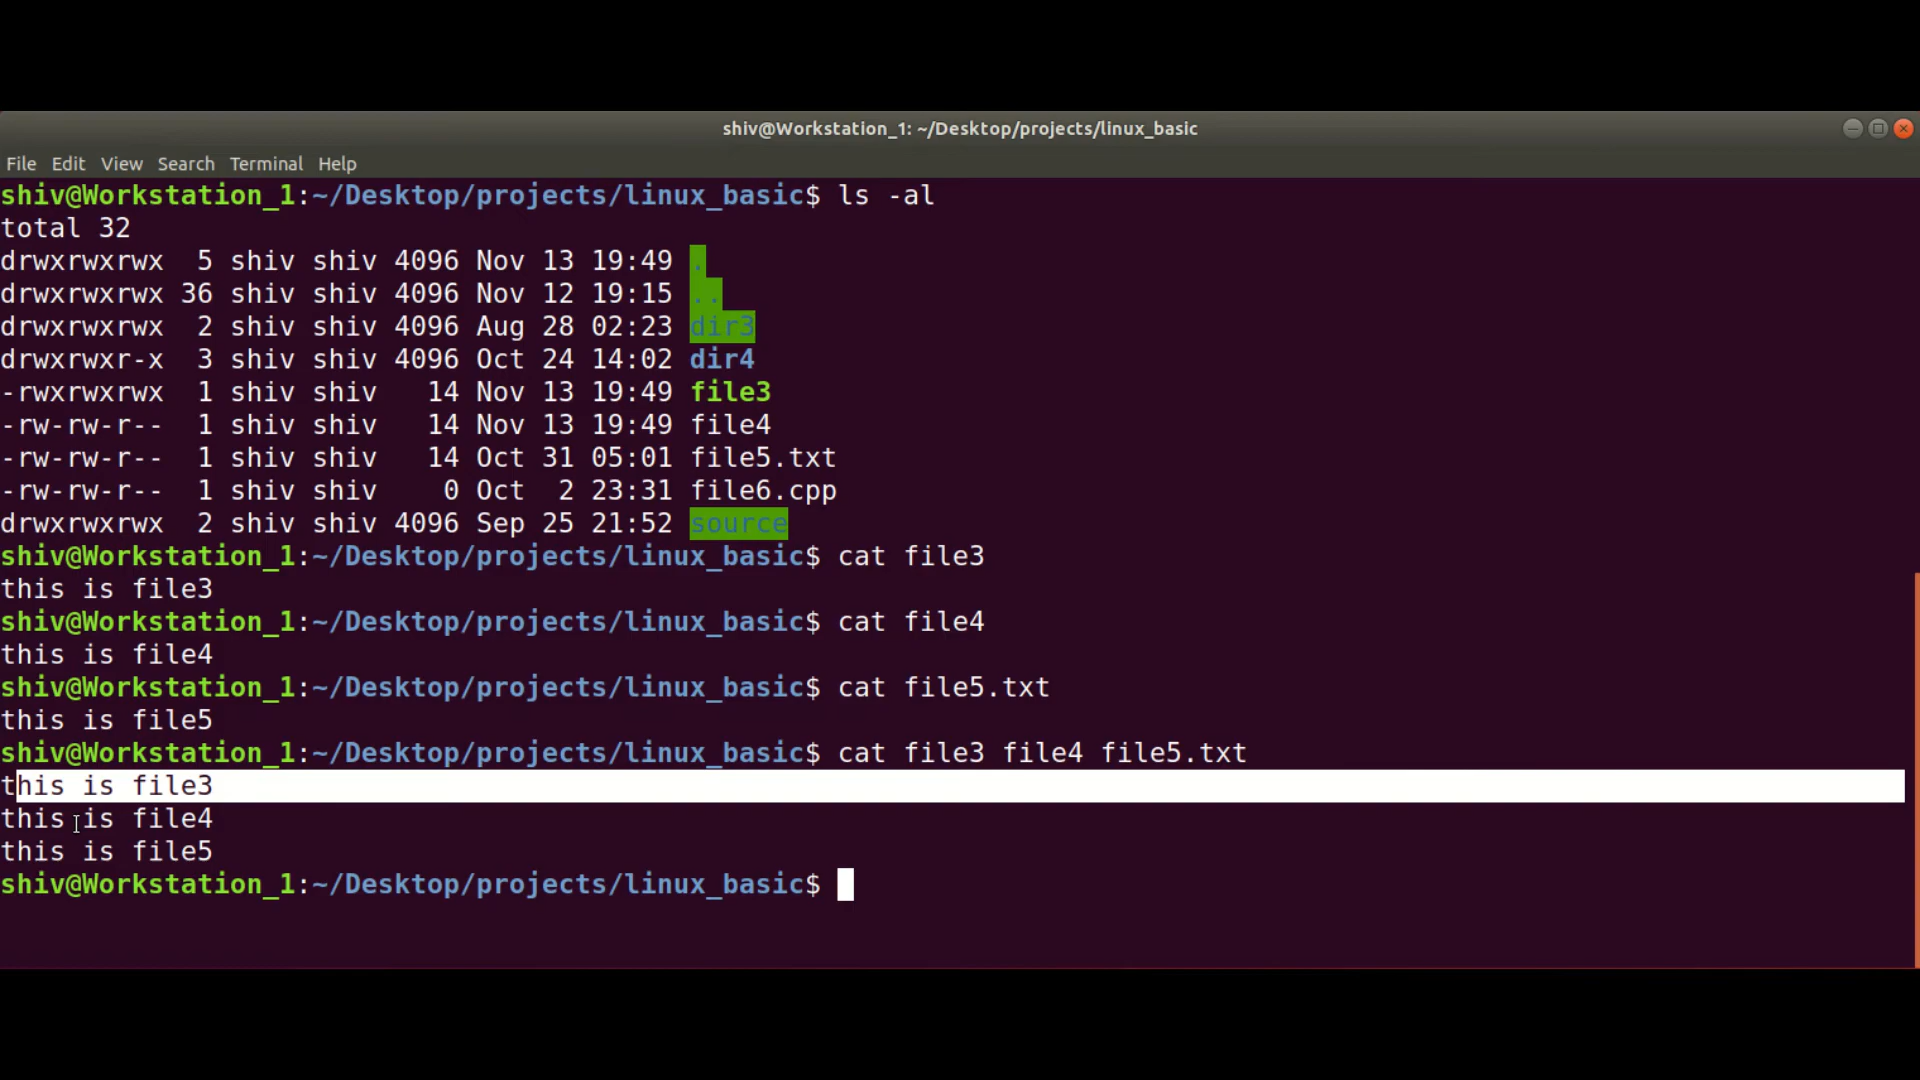 shiv@Workstation_1: ~/Desktop/projects/linux_basic
File Edit View Search Terminal Help
shiv@Workstation_1:~/Desktop/projects/linux_basic$ ls -al
total 32
drwxrwxrwx  5 shiv shiv 4096 Nov 13 19:49 .
drwxrwxrwx 36 shiv shiv 4096 Nov 12 19:15 ..
drwxrwxrwx  2 shiv shiv 4096 Aug 28 02:23 dir3
drwxrwxr-x  3 shiv shiv 4096 Oct 24 14:02 dir4
-rwxrwxrwx  1 shiv shiv   14 Nov 13 19:49 file3
-rw-rw-r--  1 shiv shiv   14 Nov 13 19:49 file4
-rw-rw-r--  1 shiv shiv   14 Oct 31 05:01 file5.txt
-rw-rw-r--  1 shiv shiv    0 Oct  2 23:31 file6.cpp
drwxrwxrwx  2 shiv shiv 4096 Sep 25 21:52 source
shiv@Workstation_1:~/Desktop/projects/linux_basic$ cat file3
this is file3
shiv@Workstation_1:~/Desktop/projects/linux_basic$ cat file4
this is file4
shiv@Workstation_1:~/Desktop/projects/linux_basic$ cat file5.txt
this is file5
shiv@Workstation_1:~/Desktop/projects/linux_basic$ cat file3 file4 file5.txt
this is file3
this is file4
this is file5
shiv@Workstation_1:~/Desktop/projects/linux_basic$